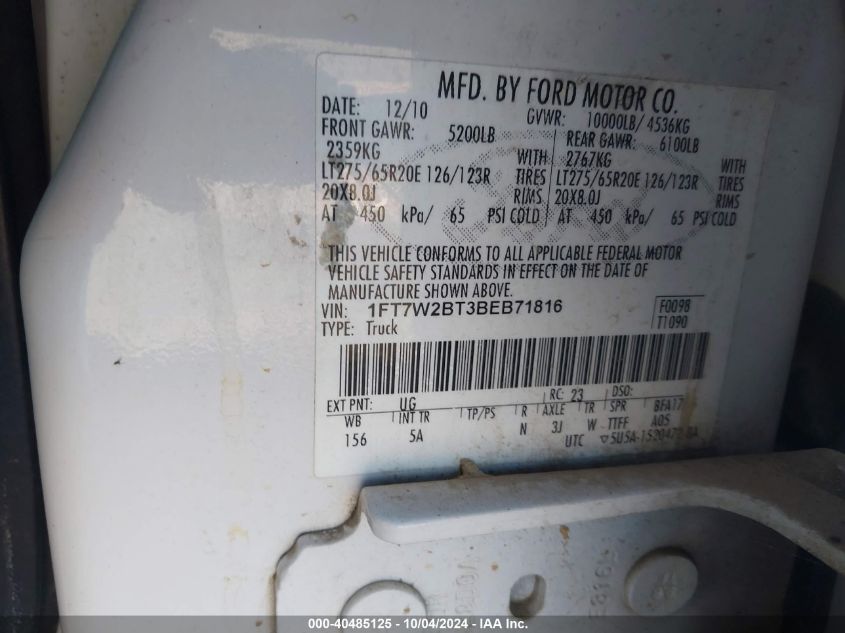 MFD. BY FORD MOTOR CO.
DATE: 12/10 GVWR: 10000LB/ 4536KG
FRONT GAWR: 5200LB REAR GAWR: 6100LB
2359KG WITH 2767KG WITH
LT275/65R20E 126/123R TIRES LT275/65R20E 126/123R TIRES
20X8.0J RIMS 20X8.0J RIMS
AT 450 kPa/ 65 PSI COLD AT 450 kPa/ 65 PSI COLD
THIS VEHICLE CONFORMS TO ALL APPLICABLE FEDERAL MOTOR
VEHICLE SAFETY STANDARDS IN EFFECT ON THE DATE OF
MANUFACTURE SHOWN ABOVE.
VIN: 1FT7W2BT3BEB71816 F0098
TYPE: Truck T1090
EXT PNT: UG RC: 23 DSO:
WB INT TR TP/PS R AXLE TR SPR
156 5A N 3J W TTFF A05
UTC
000-40485125 - 10/04/2024 - IAA Inc.